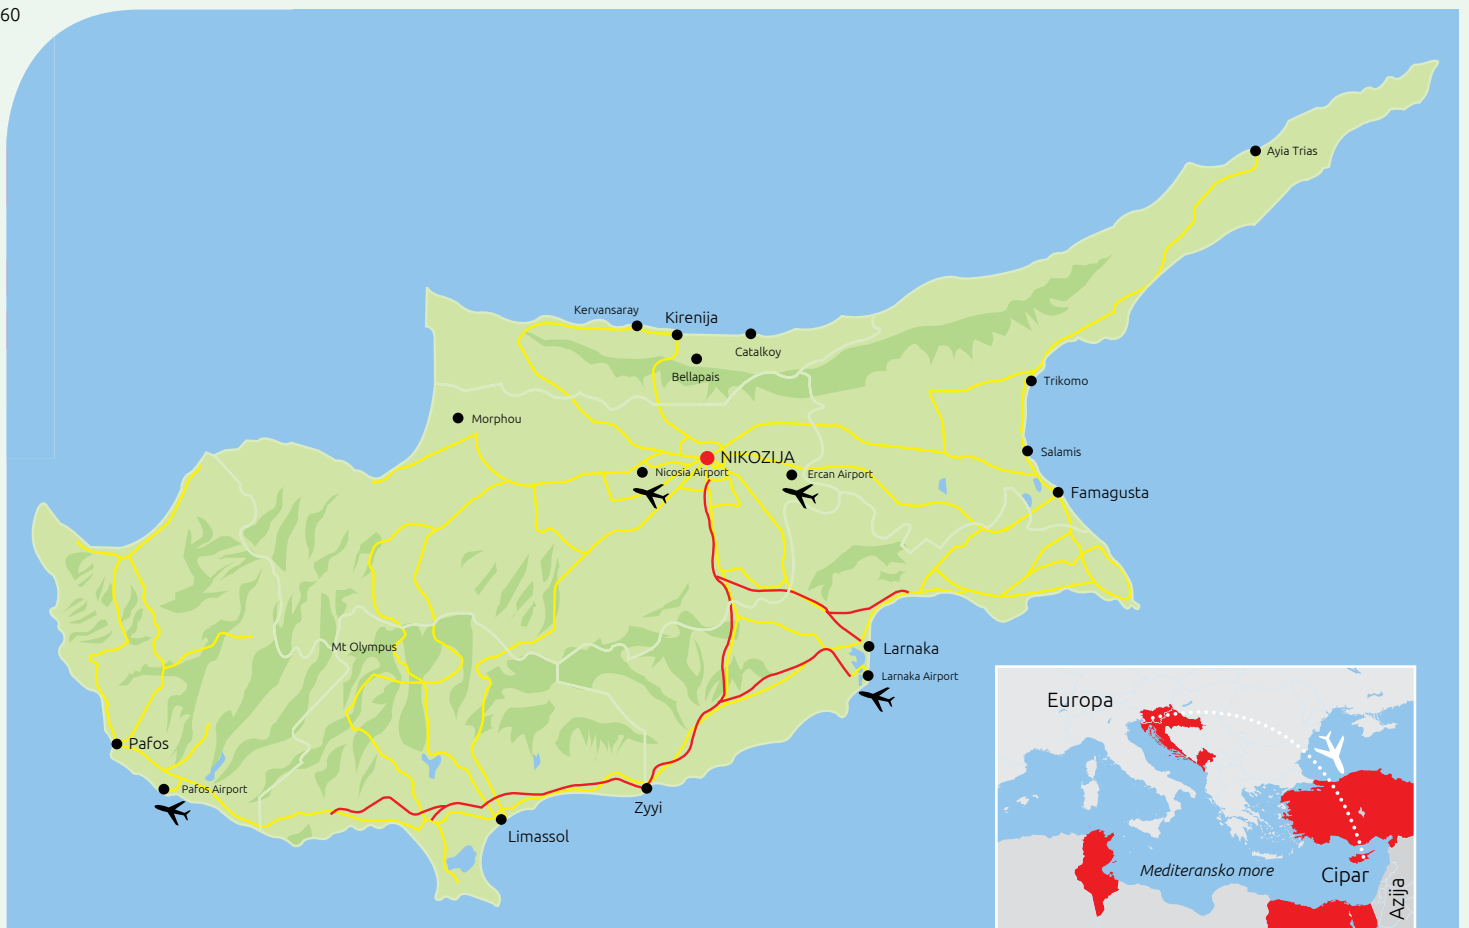 60
Ayia Trias
Kervansaray
Kirenija
Catalkoy
Bellapais
Trikomo
Morphou
Salamis
NIKOZIJA
Nicosia Airport
Ercan Airport
Famagusta
Mt Olympus
Larnaka
Larnaka Airport
Pafos
Pafos Airport
Zyyi
Limassol
Europa
Mediteransko more
Cipar
Azija